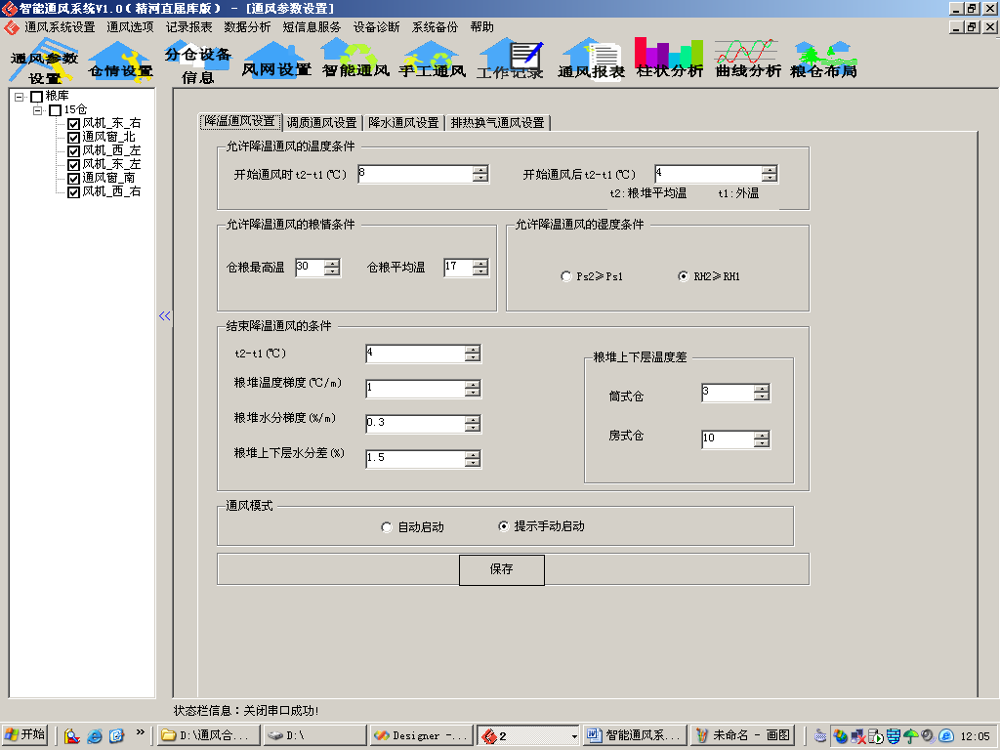 智能通风系统V1.0(精河直属库版) - [通风参数设置]
通风系统设置 通风选项 记录报表 数据分析 短信息服务 设备诊断 系统备份 帮助
通风参数设置 仓情设置 分仓设备信息 风网设置 智能通风 手工通风 工作记录 通风报表 柱状分析 曲线分析 粮仓布局
粮库
15仓
风机_东_右
通风窗_北
风机_西_左
风机_东_左
通风窗_南
风机_西_右
<<
降温通风设置 调质通风设置 降水通风设置 排热换气通风设置
允许降温通风的温度条件
开始通风时t2-t1(℃) 8 开始通风后t2-t1(℃) 4
t2:粮堆平均温 t1:外温
允许降温通风的粮情条件
仓粮最高温 30 仓粮平均温 17
允许降温通风的湿度条件
Ps2≥Ps1 RH2≥RH1
结束降温通风的条件
t2-t1(℃) 4
粮堆温度梯度(℃/m) 1
粮堆水分梯度(%/m) 0.3
粮堆上下层水分差(%) 1.5
粮堆上下层温度差
筒式仓 3
房式仓 10
通风模式
自动启动 提示手动启动
保存
状态栏信息:关闭串口成功!
开始 » D:\通风合... D:\ Designer -... 2 智能通风系... 未命名 - 画图 12:05